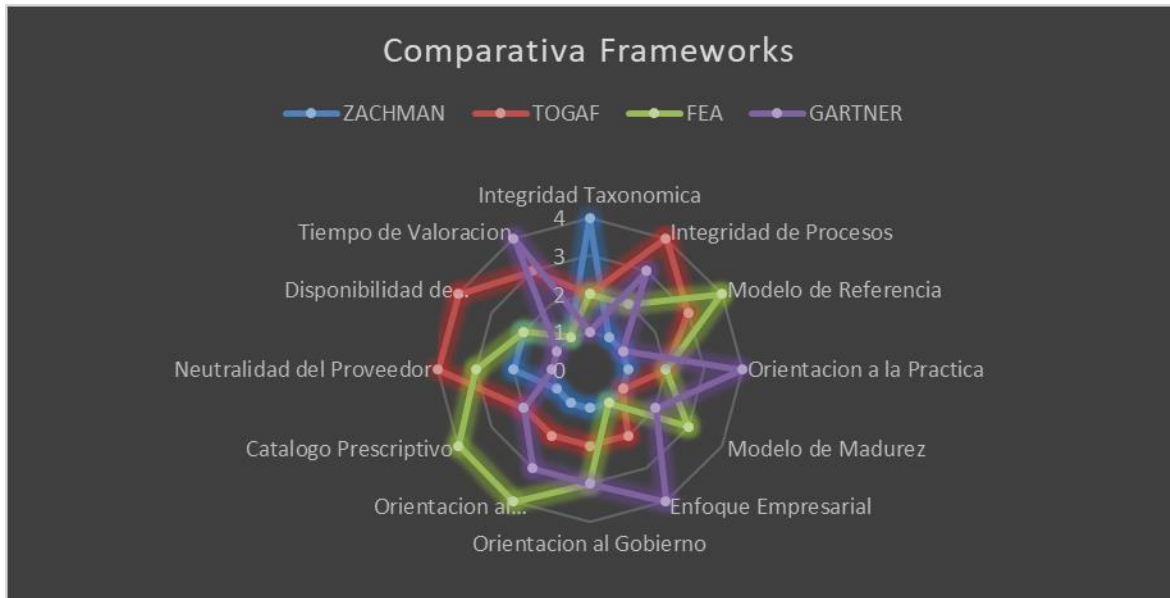 Comparativa Frameworks
ZACHMAN TOGAF FEA GARTNER
Integridad Taxonomica
4
Tiempo de Valoracion
Integridad de Procesos
3
Disponibilidad de...
2
Modelo de Referencia
1
Neutralidad del Proveedor
0
Orientacion a la Practica
Catalogo Prescriptivo
Modelo de Madurez
Orientacion al...
Enfoque Empresarial
Orientacion al Gobierno